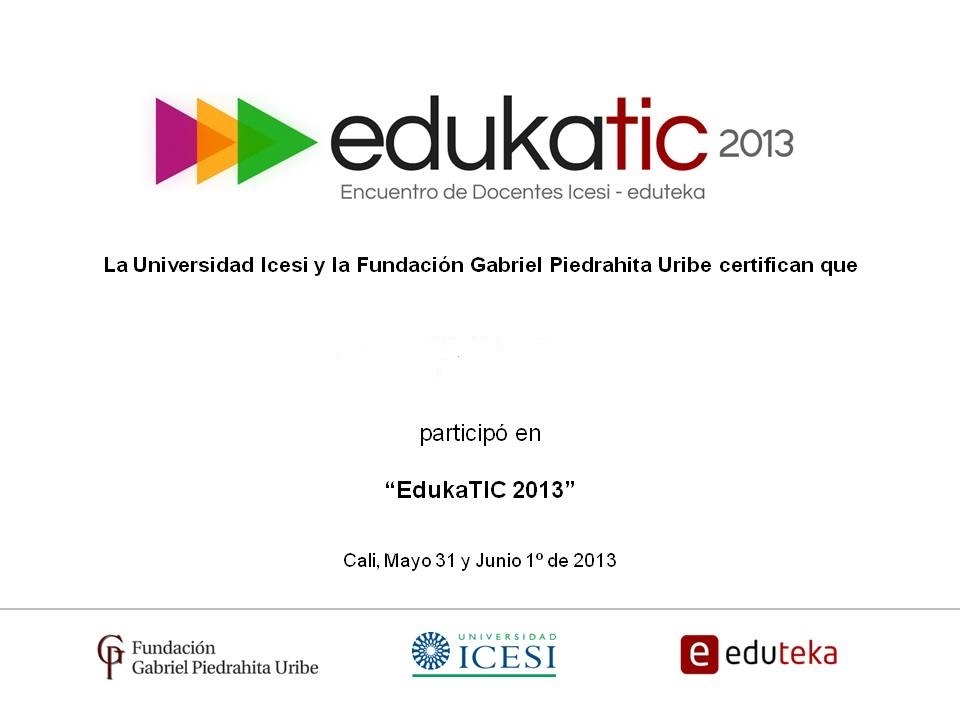 edukatic 2013
Encuentro de Docentes Icesi - eduteka
La Universidad Icesi y la Fundación Gabriel Piedrahita Uribe certifican que
participó en
“EdukaTIC 2013”
Cali, Mayo 31 y Junio 1º de 2013
Fundación
Gabriel Piedrahita Uribe
UNIVERSIDAD
ICESI
e eduteka